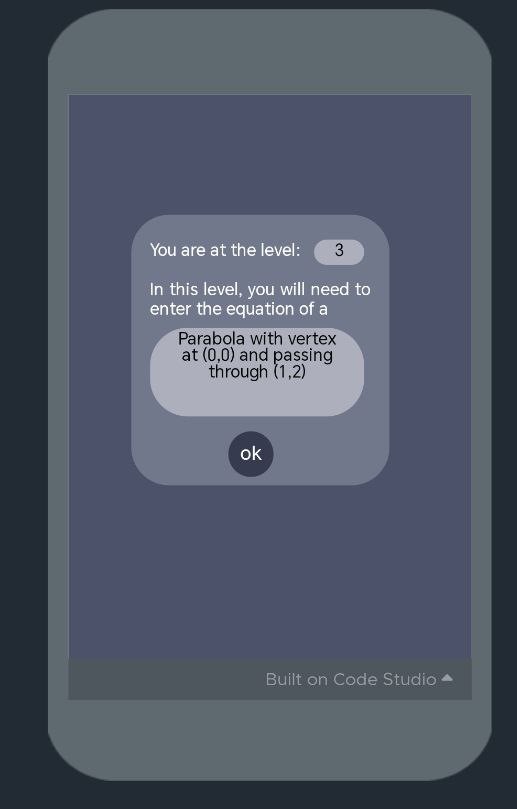 You are at the level: 3
In this level, you will need to
enter the equation of a
Parabola with vertex
at (0,0) and passing
through (1,2)
ok
Built on Code Studio